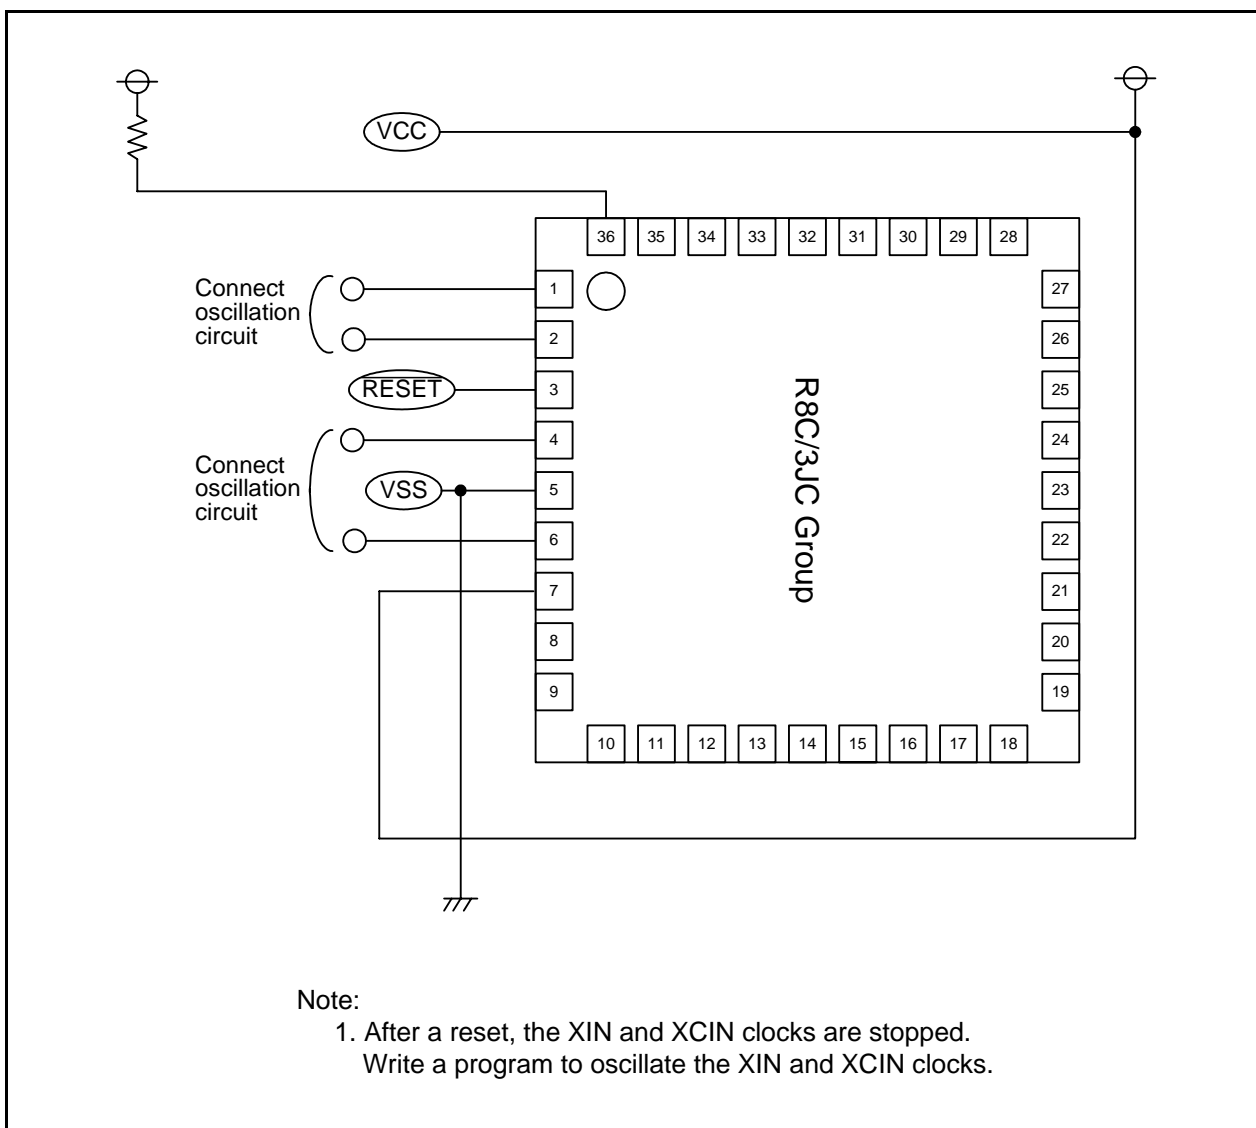 VCC
36 35 34 33 32 31 30 29 28
Connect
oscillation
circuit
1
2
RESET
3
4
Connect
oscillation
circuit
VSS
5
6
7
8
9
R8C/3JC Group
27
26
25
24
23
22
21
20
19
10 11 12 13 14 15 16 17 18
Note:
1. After a reset, the XIN and XCIN clocks are stopped.
Write a program to oscillate the XIN and XCIN clocks.